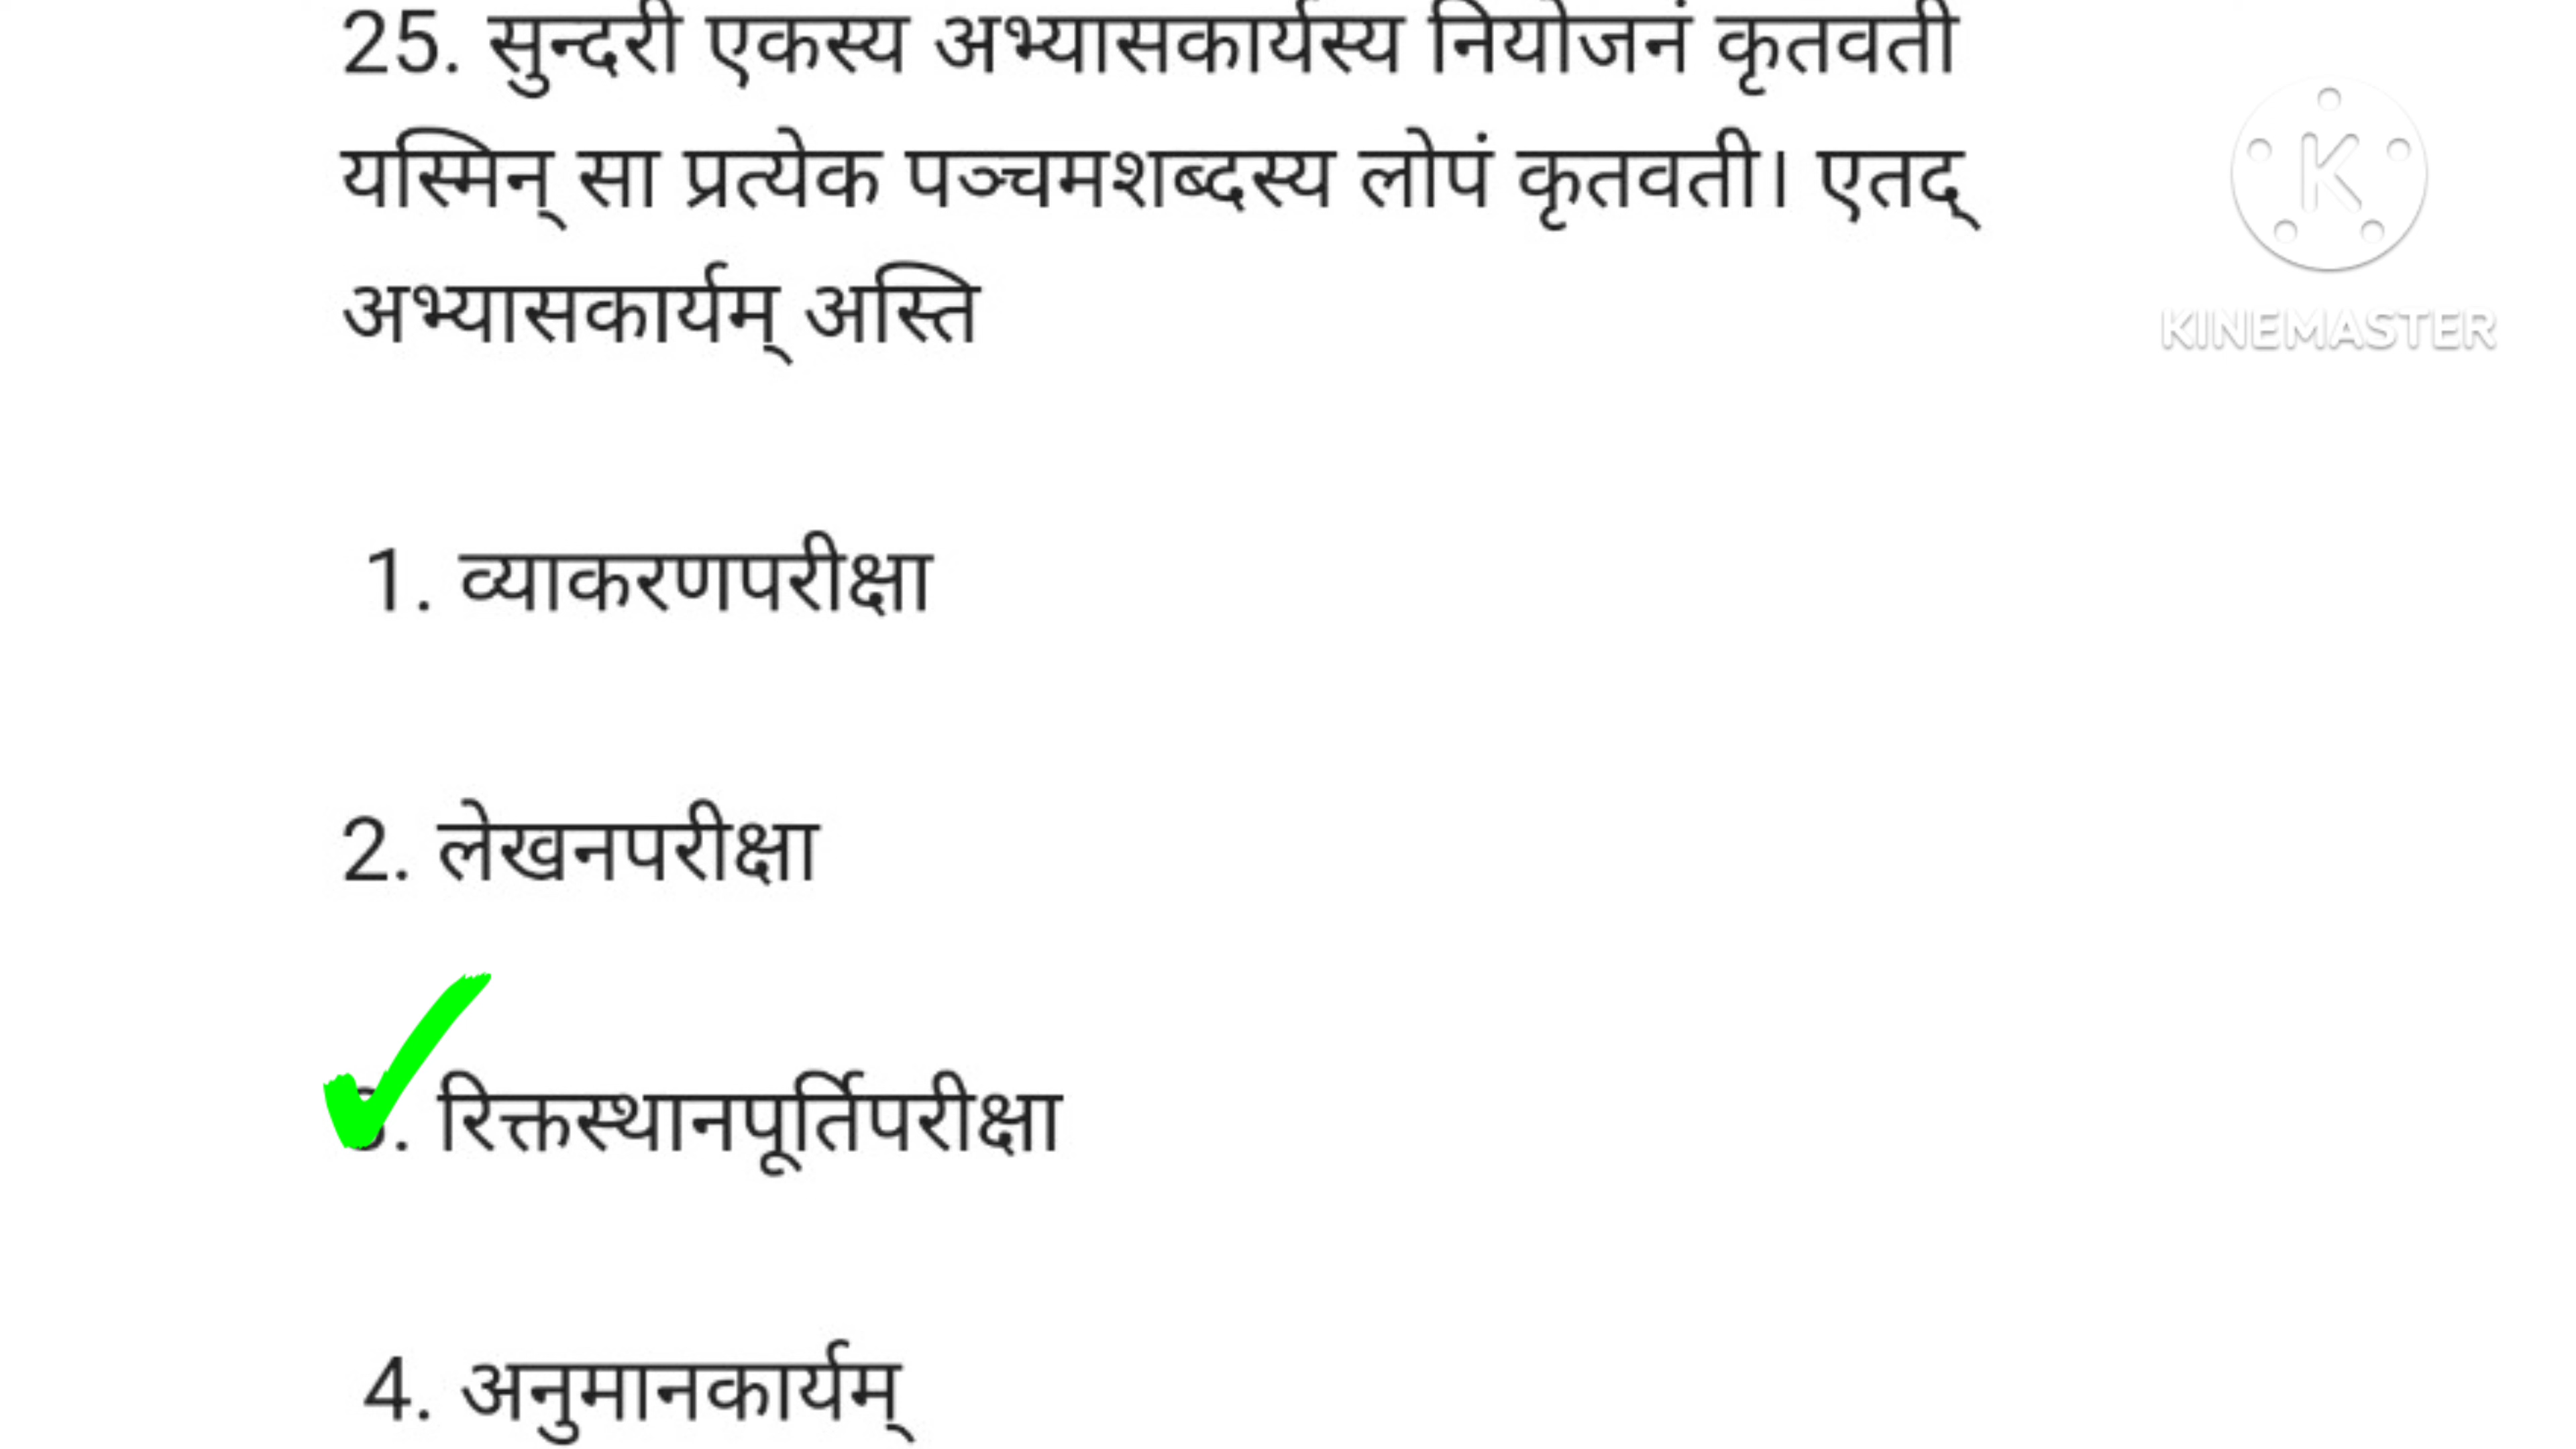 25. सुन्दरी एकस्य अभ्यासकार्यस्य नियोजनं कृतवती
यस्मिन् सा प्रत्येक पञ्चमशब्दस्य लोपं कृतवती। एतद्
अभ्यासकार्यम् अस्ति
KINEMASTER
1. व्याकरणपरीक्षा
2. लेखनपरीक्षा
3. रिक्तस्थानपूर्तिपरीक्षा
4. अनुमानकार्यम्